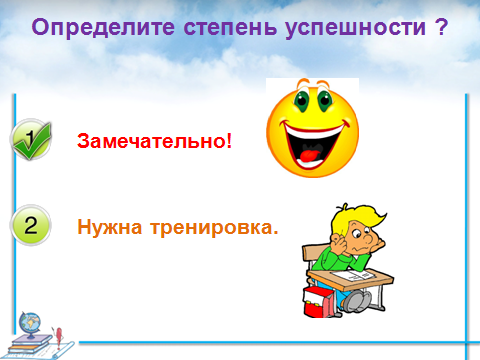 Определите степень успешности ?
1 Замечательно!
2 Нужна тренировка.